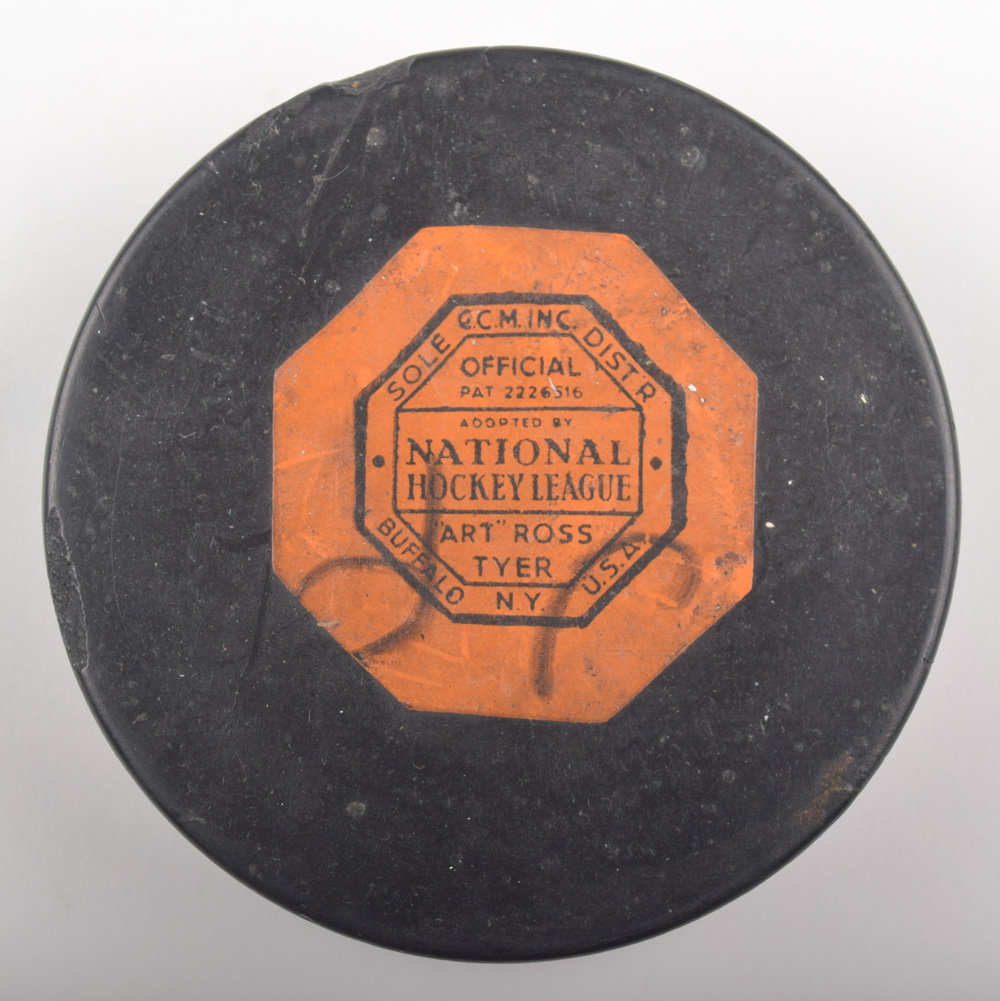 SOLE C.C.M. INC. DISTR
OFFICIAL
PAT 2226516
ADOPTED BY
NATIONAL
HOCKEY LEAGUE
"ART" ROSS
TYER
BUFFALO N.Y. U.S.A.